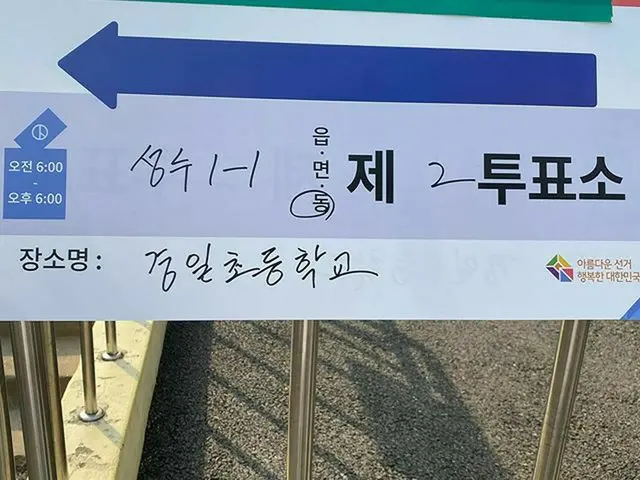 오전 6:00
-
오후 6:00
성수 1-1 읍·면·동 제 2 투표소
장소명 : 경일초등학교
아름다운 선거
행복한 대한민국